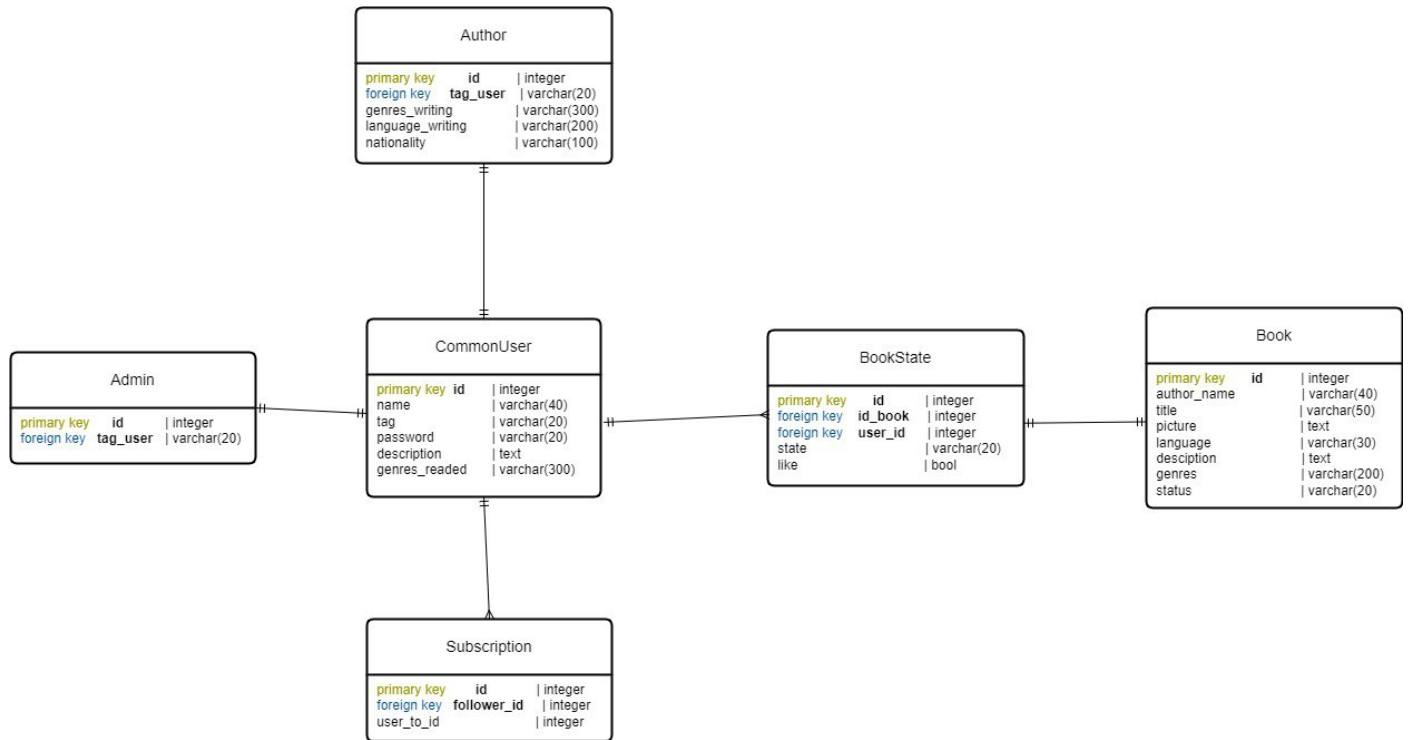 Author
primary key id | integer
foreign key tag_user | varchar(20)
genres_writing | varchar(300)
language_writing | varchar(200)
nationality | varchar(100)
Admin
primary key id | integer
foreign key tag_user | varchar(20)
CommonUser
primary key id | integer
name | varchar(40)
tag | varchar(20)
password | varchar(20)
description | text
genres_readed | varchar(300)
BookState
primary key id | integer
foreign key id_book | integer
foreign key user_id | integer
state | varchar(20)
like | bool
Book
primary key id | integer
author_name | varchar(40)
title | varchar(50)
picture | text
language | varchar(30)
desciption | text
genres | varchar(200)
status | varchar(20)
Subscription
primary key id | integer
foreign key follower_id | integer
user_to_id | integer